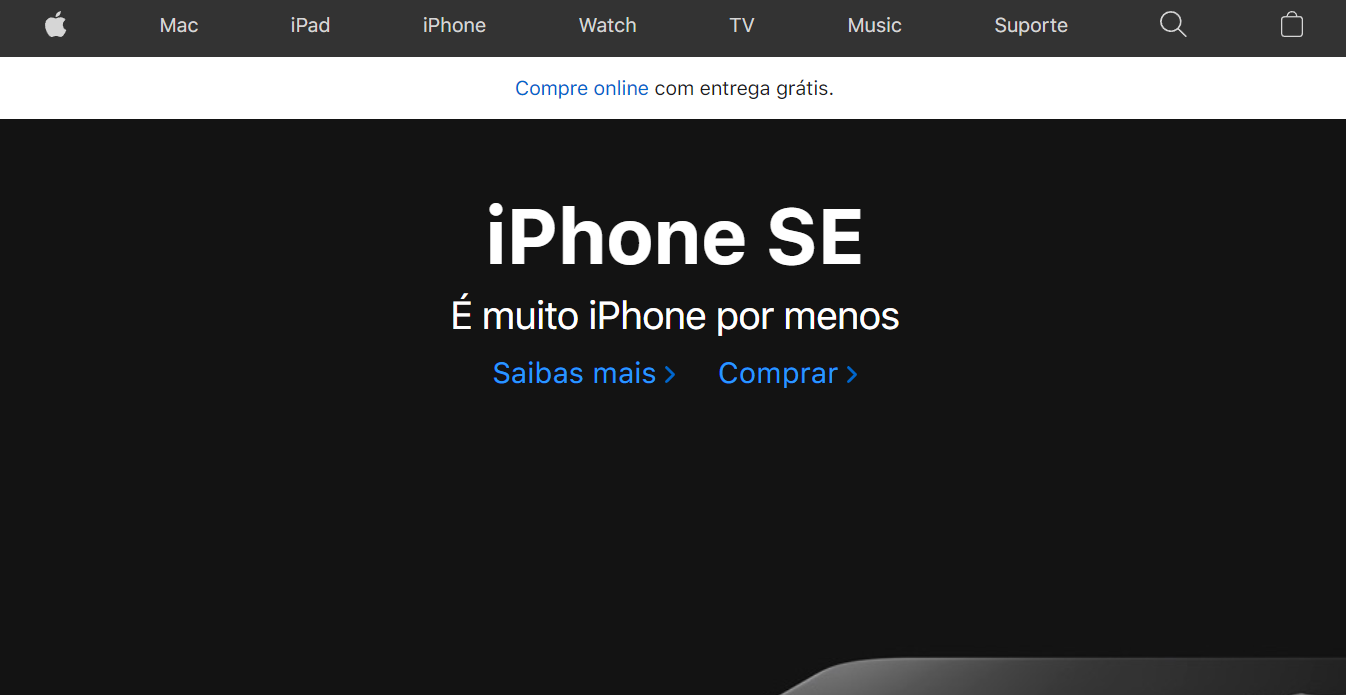 Mac iPad iPhone Watch TV Music Suporte
Compre online com entrega grátis.
iPhone SE
É muito iPhone por menos
Saibas mais > Comprar >